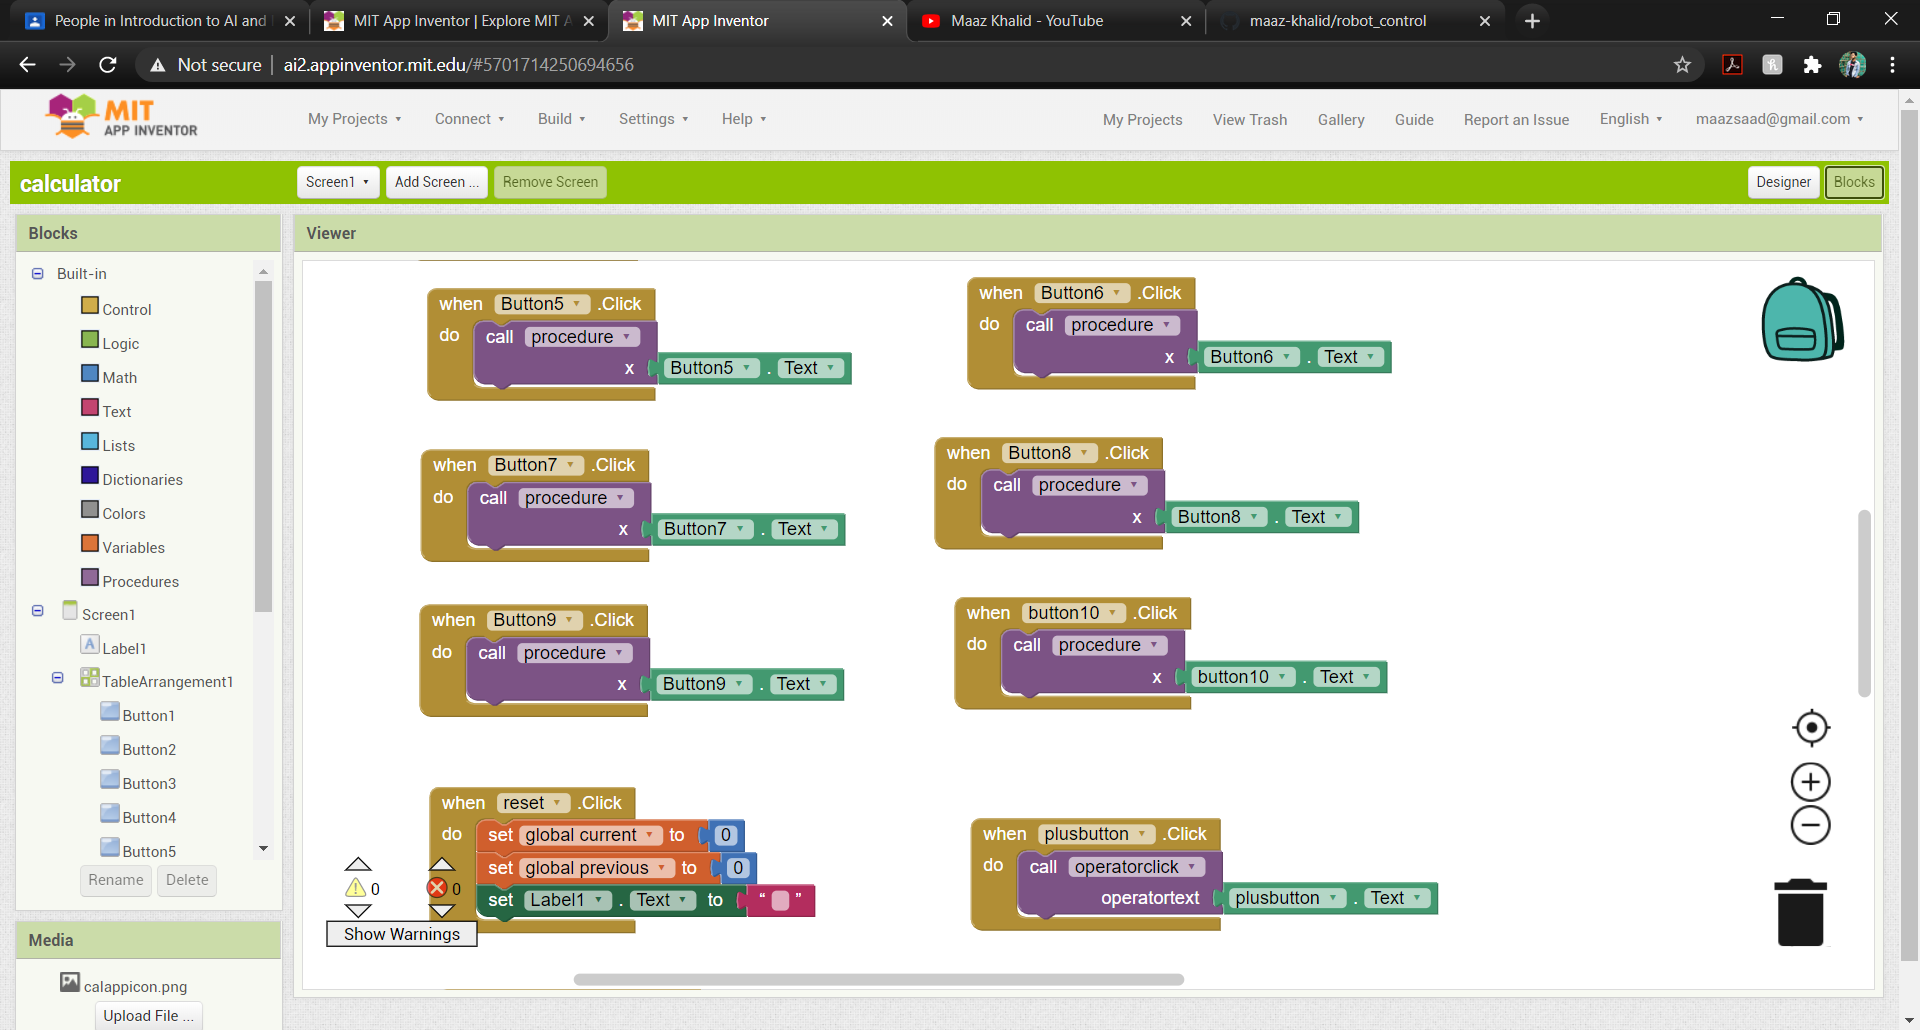 People in Introduction to AI and
MIT App Inventor | Explore MIT A
MIT App Inventor
Maaz Khalid - YouTube
maaz-khalid/robot_control
Not secure | ai2.appinventor.mit.edu/#5701714250694656
MIT
APP INVENTOR
My Projects Connect Build Settings Help
My Projects View Trash Gallery Guide Report an Issue English maazsaad@gmail.com
calculator
Screen1 Add Screen ... Remove Screen
Designer Blocks
Blocks
Built-in
Control
Logic
Math
Text
Lists
Dictionaries
Colors
Variables
Procedures
Screen1
A Label1
TableArrangement1
Button1
Button2
Button3
Button4
Button5
Rename Delete
Media
calappicon.png
Upload File ...
Viewer
when Button5 .Click
do call procedure
x Button5 . Text
when Button6 .Click
do call procedure
x Button6 . Text
when Button7 .Click
do call procedure
x Button7 . Text
when Button8 .Click
do call procedure
x Button8 . Text
when Button9 .Click
do call procedure
x Button9 . Text
when button10 .Click
do call procedure
x button10 . Text
when reset .Click
do set global current to 0
set global previous to 0
set Label1 . Text to “ ”
when plusbutton .Click
do call operatorclick
operatortext plusbutton . Text
0 0
Show Warnings